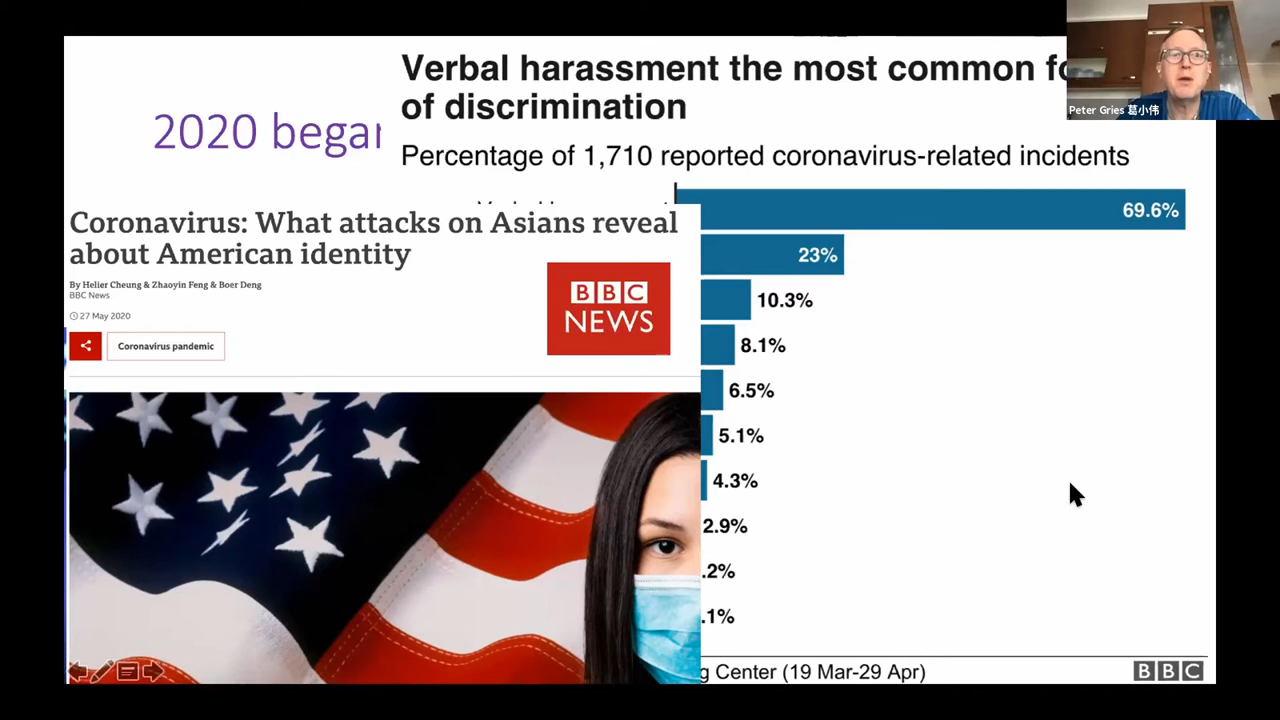 Verbal harassment the most common
of discrimination
Peter Gries 葛小伟
2020 began
Percentage of 1,710 reported coronavirus-related incidents
69.6%
Coronavirus: What attacks on Asians reveal
about American identity
23%
By Helier Cheung & Zhaoyin Feng & Boer Deng
BBC News
BBC
NEWS
10.3%
27 May 2020
8.1%
Coronavirus pandemic
6.5%
5.1%
4.3%
2.9%
.2%
.1%
Center (19 Mar-29 Apr)
BBC